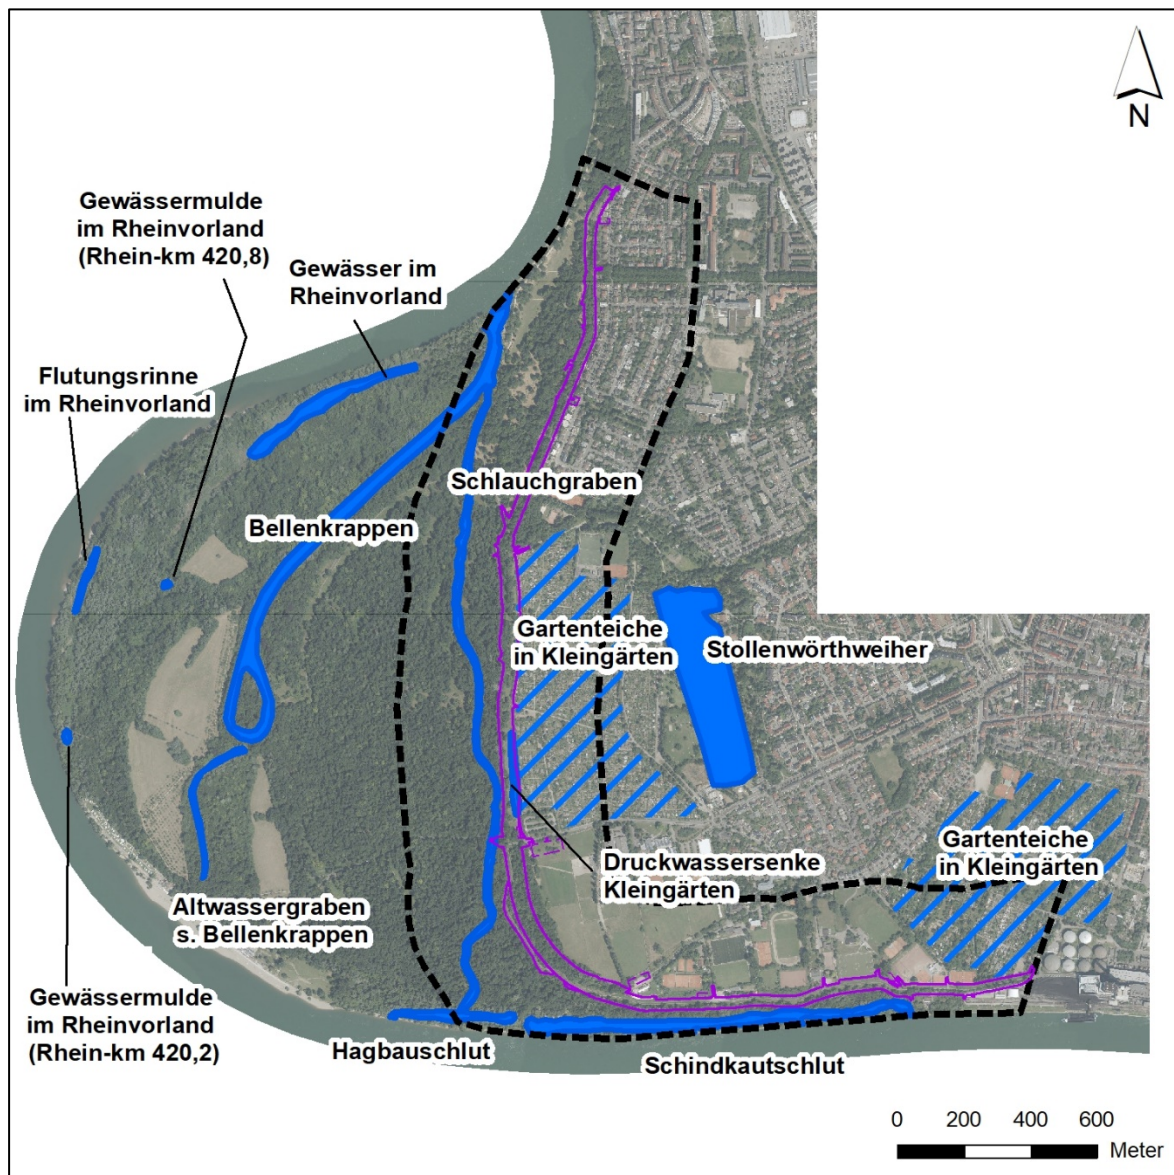 N
Gewässermulde
im Rheinvorland
(Rhein-km 420,8)
Gewässer im
Rheinvorland
Flutungsrinne
im Rheinvorland
Schlauchgraben
Bellenkrappen
Gartenteiche
in Kleingärten
Stollenwörthweiher
Druckwassersenke
Kleingärten
Gartenteiche
in Kleingärten
Altwassergraben
s. Bellenkrappen
Gewässermulde
im Rheinvorland
(Rhein-km 420,2)
Hagbauschlut
Schindkautschlut
0 200 400 600
Meter